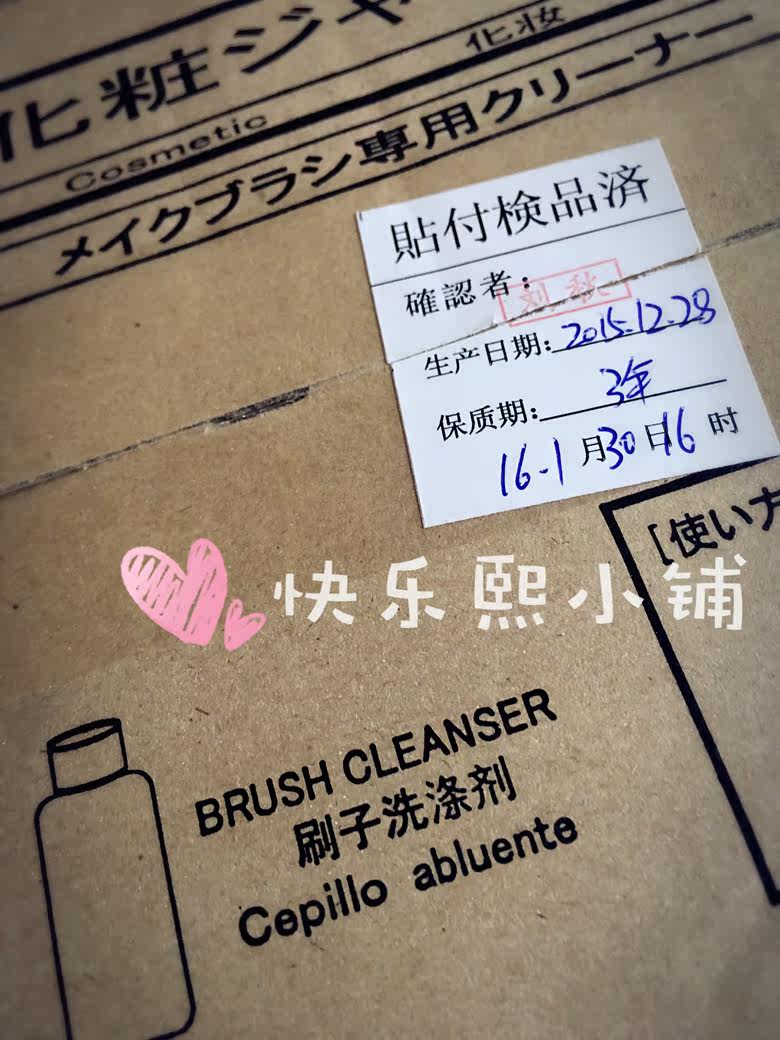 化粧ジャ
化妆
Cosmetic
メイクブラシ専用クリーナー
貼付検品済
確認者:
刘秋
生产日期:2015.12.28
保质期:3年
16.1月30日16时
[使い方
快乐熙小铺
BRUSH CLEANSER
刷子洗涤剂
Cepillo abluente